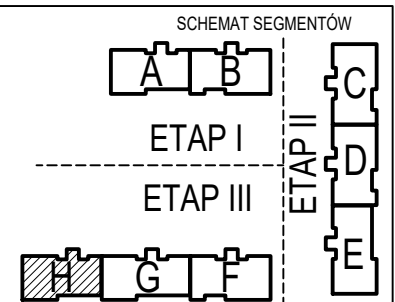 SCHEMAT SEGMENTÓW
A B
C
ETAP I
ETAP II
D
ETAP III
E
H G F